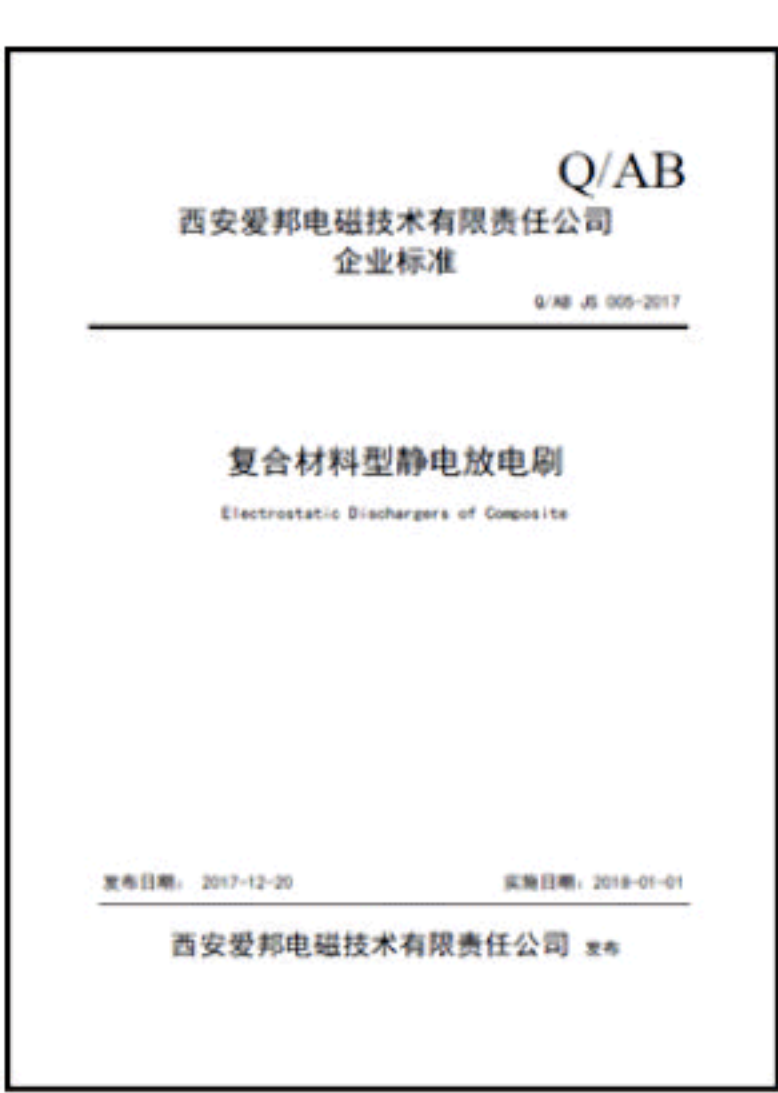 Q/AB
西安爱邦电磁技术有限责任公司
企业标准
Q/AB JS 005-2017
复合材料型静电放电刷
Electrostatic Dischargers of Composite
发布日期： 2017-12-20
实施日期：2018-01-01
西安爱邦电磁技术有限责任公司 发布